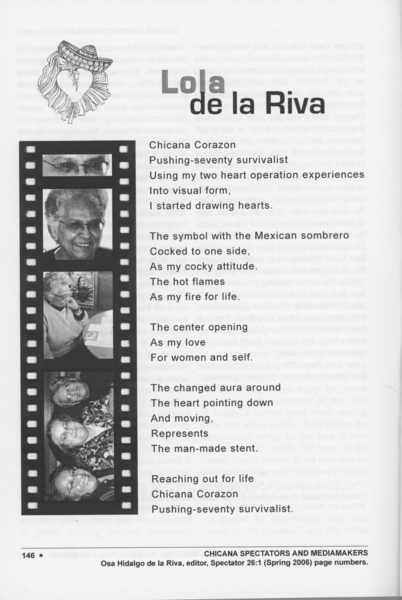 Lola
de la Riva
Chicana Corazon
Pushing-seventy survivalist
Using my two heart operation experiences
Into visual form,
I started drawing hearts.
The symbol with the Mexican sombrero
Cocked to one side,
As my cocky attitude.
The hot flames
As my fire for life.
The center opening
As my love
For women and self.
The changed aura around
The heart pointing down
And moving,
Represents
The man-made stent.
Reaching out for life
Chicana Corazon
Pushing-seventy survivalist.
146 ■ CHICANA SPECTATORS AND MEDIAMAKERS
Osa Hidalgo de la Riva, editor, Spectator 26:1 (Spring 2006) page numbers.